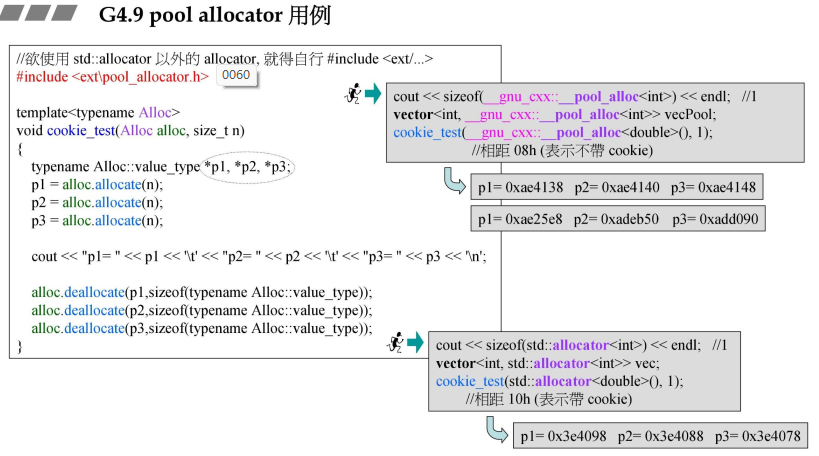 G4.9 pool allocator 用例
//欲使用 std::allocator 以外的 allocator, 就得自行 #include <ext/...>
#include <ext\pool_allocator.h> 0060
template<typename Alloc>
void cookie_test(Alloc alloc, size_t n)
{
typename Alloc::value_type *p1, *p2, *p3;
p1 = alloc.allocate(n);
p2 = alloc.allocate(n);
p3 = alloc.allocate(n);
cout << "p1= " << p1 << '\t' << "p2= " << p2 << '\t' << "p3= " << p3 << '\n';
alloc.deallocate(p1,sizeof(typename Alloc::value_type));
alloc.deallocate(p2,sizeof(typename Alloc::value_type));
alloc.deallocate(p3,sizeof(typename Alloc::value_type));
}
cout << sizeof(__gnu_cxx::__pool_alloc<int>) << endl; //1
vector<int, __gnu_cxx::__pool_alloc<int>> vecPool;
cookie_test(__gnu_cxx::__pool_alloc<double>(), 1);
//相距 08h (表示不帶 cookie)
p1= 0xae4138 p2= 0xae4140 p3= 0xae4148
p1= 0xae25e8 p2= 0xadeb50 p3= 0xadd090
cout << sizeof(std::allocator<int>) << endl; //1
vector<int, std::allocator<int>> vec;
cookie_test(std::allocator<double>(), 1);
//相距 10h (表示帶 cookie)
p1= 0x3e4098 p2= 0x3e4088 p3= 0x3e4078